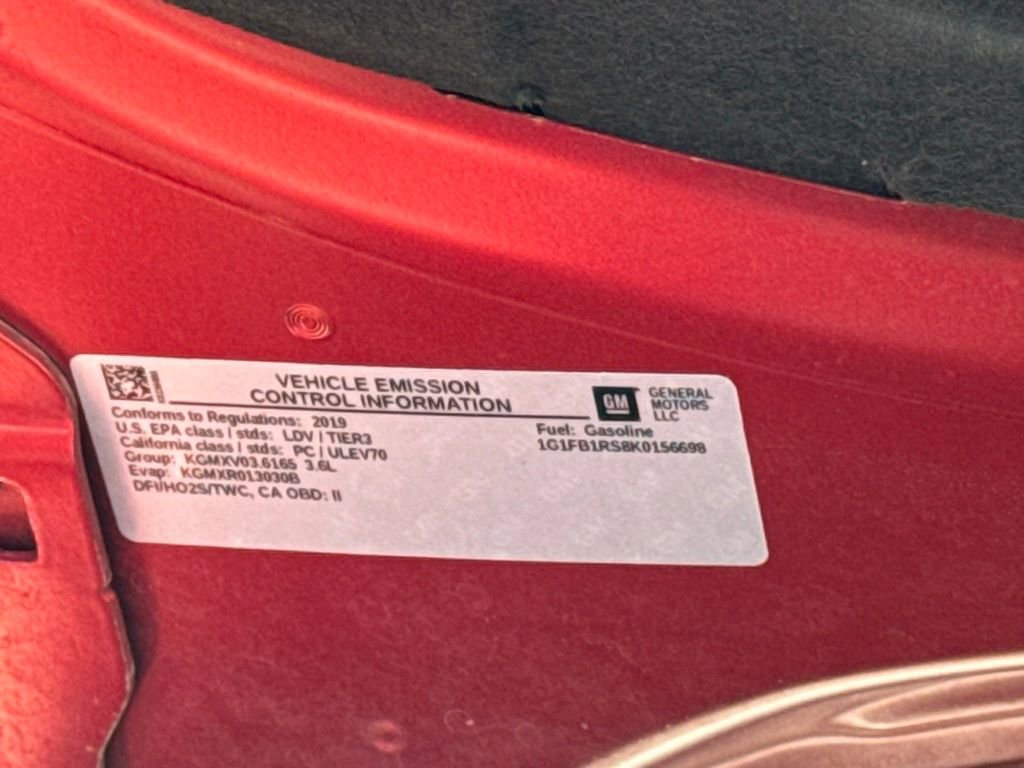 VEHICLE EMISSION
CONTROL INFORMATION
GM
GENERAL
MOTORS
LLC
Conforms to Regulations: 2019
U.S. EPA class / stds: LDV / TIER3
California class / stds: PC / ULEV70
Group: KGMXV03.6165 3.6L
Evap: KGMXR013030B
DFI/HO2S/TWC, CA OBD: II
Fuel: Gasoline
1G1FB1RS8K0156698